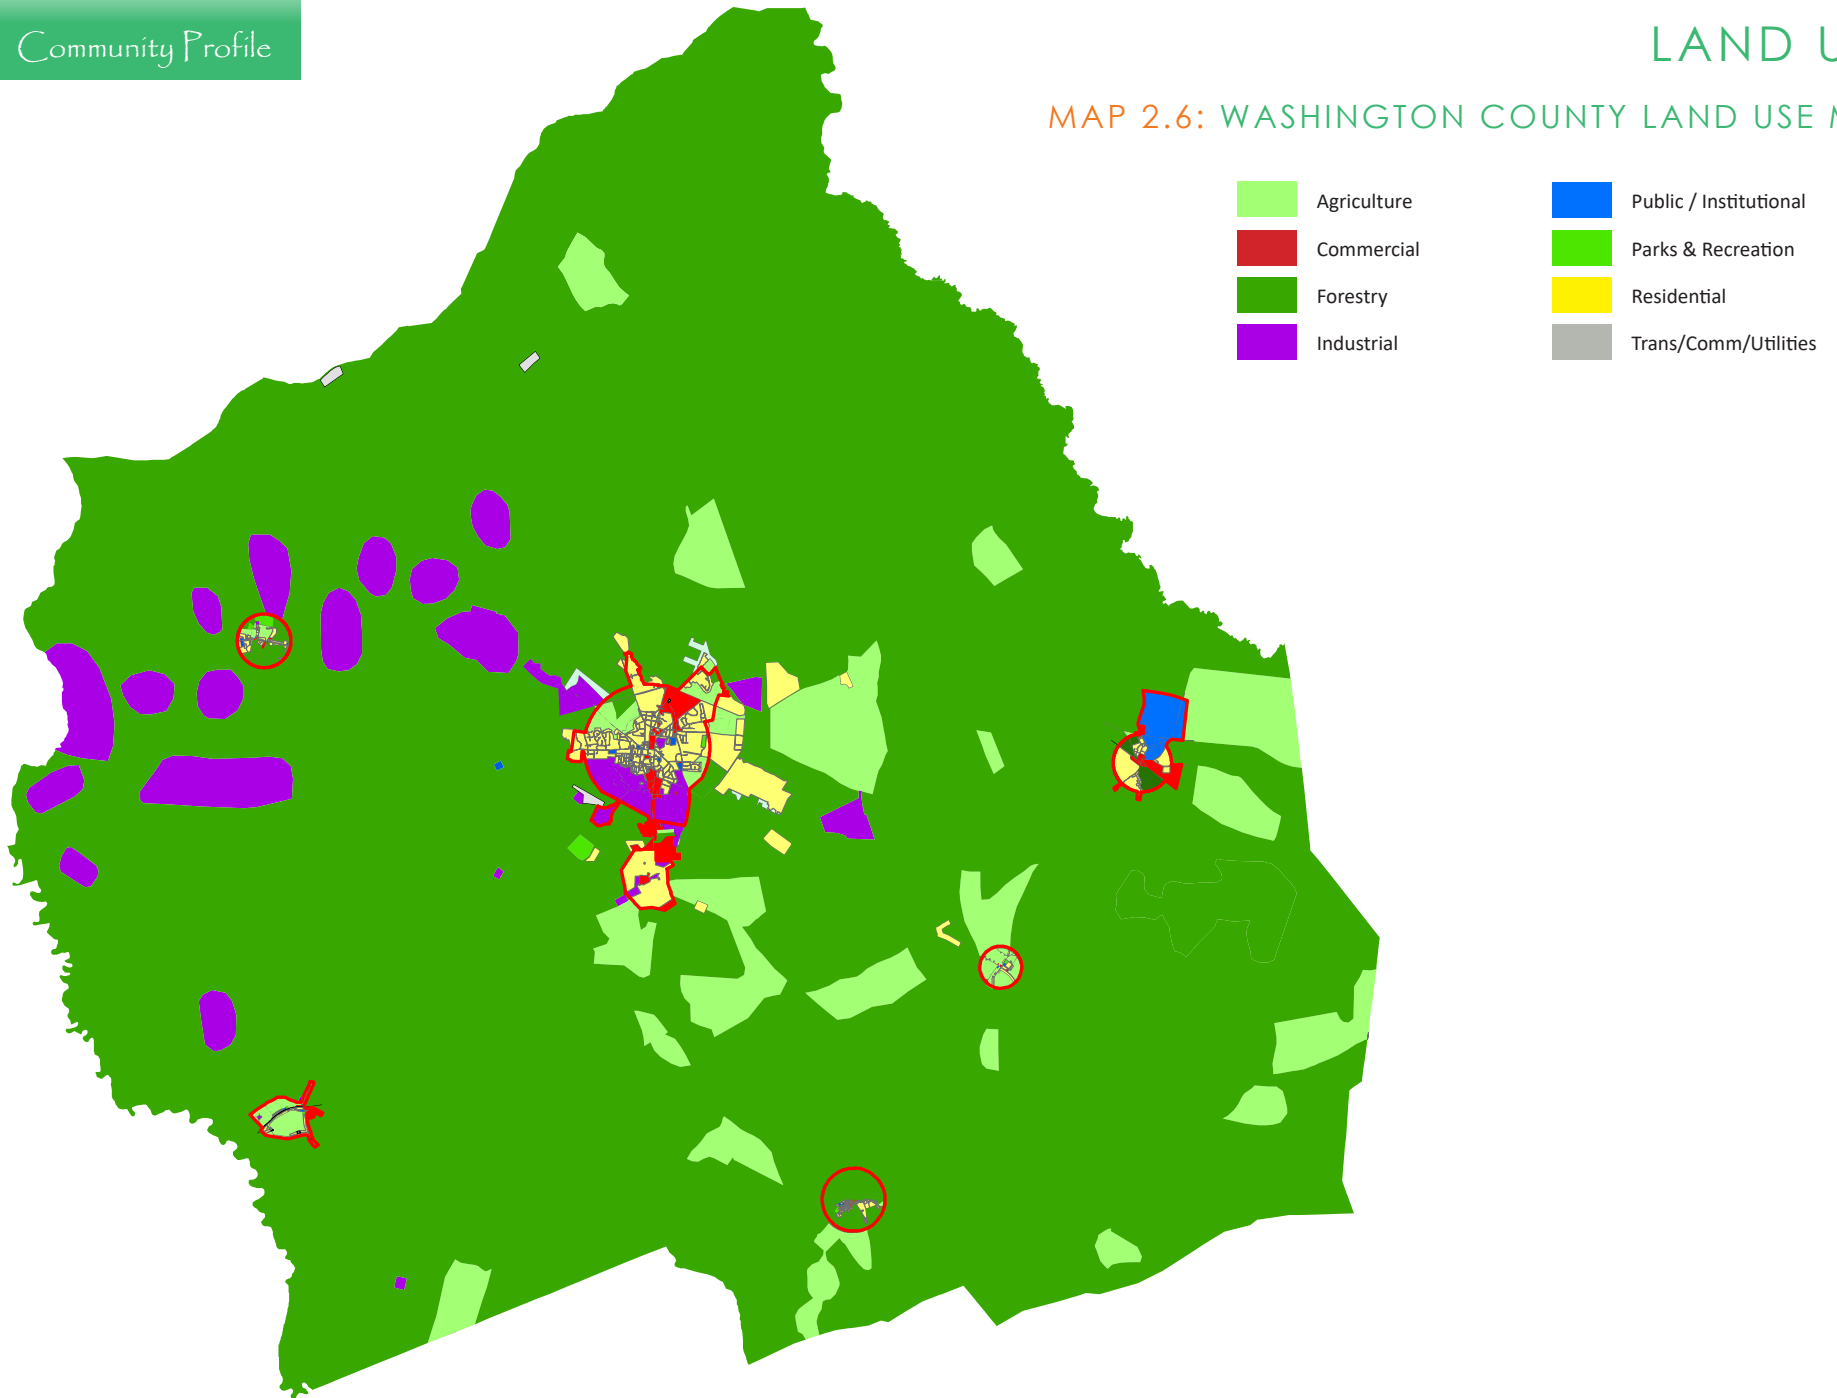 Community Profile
LAND U
MAP 2.6: WASHINGTON COUNTY LAND USE M
Agriculture
Commercial
Forestry
Industrial
Public / Institutional
Parks & Recreation
Residential
Trans/Comm/Utilities